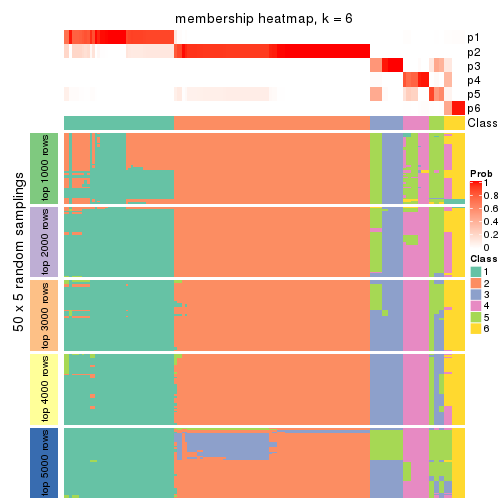 membership heatmap, k = 6
p1
p2
p3
p4
p5
p6
Class
50 x 5 random samplings
top 1000 rows
top 2000 rows
top 3000 rows
top 4000 rows
top 5000 rows
Prob
1
0.8
0.6
0.4
0.2
0
Class
1
2
3
4
5
6